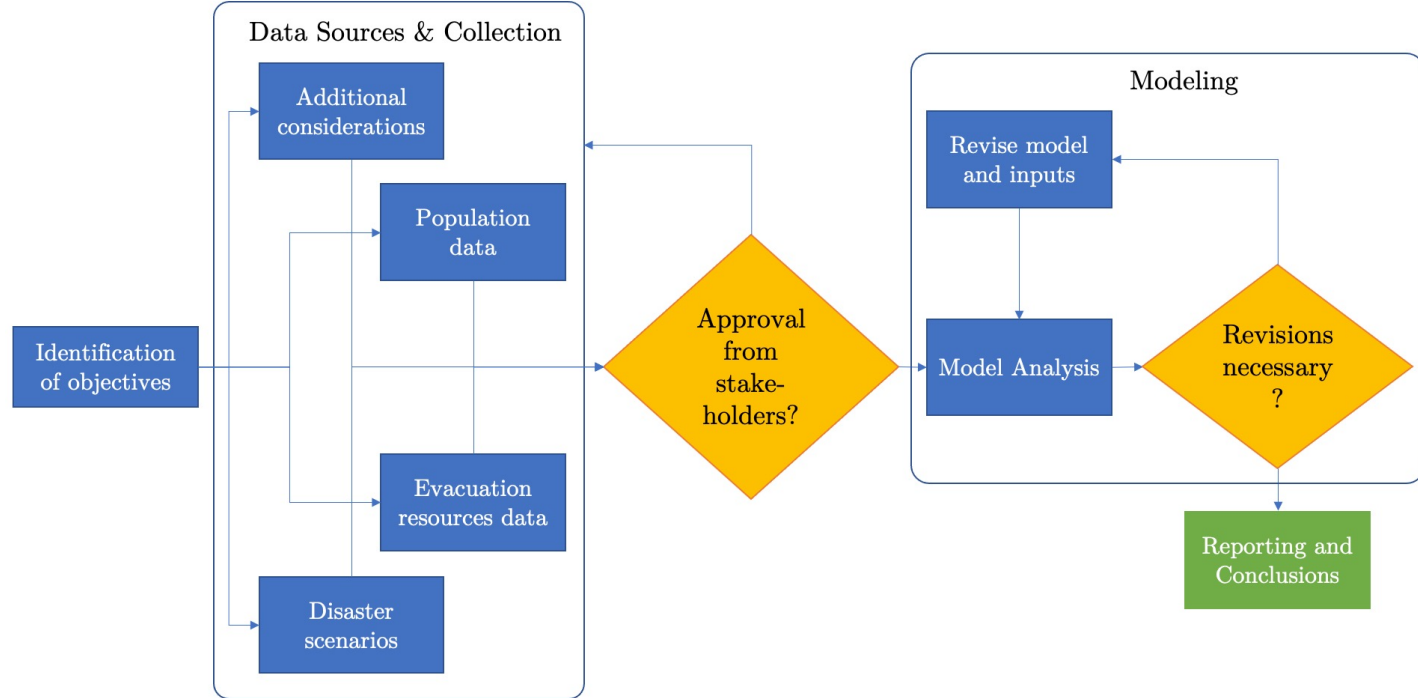 Data Sources & Collection
Additional
considerations
Population
data
Identification
of objectives
Evacuation
resources data
Disaster
scenarios
Approval
from
stake-
holders?
Modeling
Revise model
and inputs
Model Analysis
Revisions
necessary
?
Reporting and
Conclusions